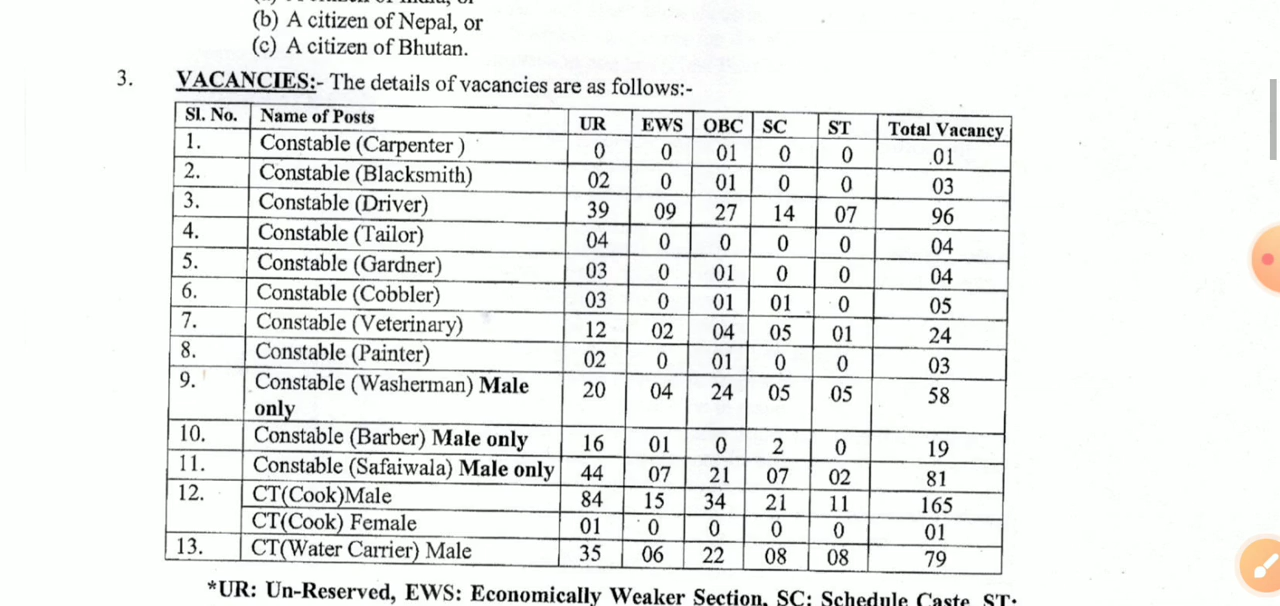 (b) A citizen of Nepal, or
(c) A citizen of Bhutan.
3. VACANCIES:- The details of vacancies are as follows:-
Sl. No. Name of Posts UR EWS OBC SC ST Total Vacancy
1. Constable (Carpenter ) 0 0 01 0 0 .01
2. Constable (Blacksmith) 02 0 01 0 0 03
3. Constable (Driver) 39 09 27 14 07 96
4. Constable (Tailor) 04 0 0 0 0 04
5. Constable (Gardner) 03 0 01 0 0 04
6. Constable (Cobbler) 03 0 01 01 0 05
7. Constable (Veterinary) 12 02 04 05 01 24
8. Constable (Painter) 02 0 01 0 0 03
9. Constable (Washerman) Male 20 04 24 05 05 58
only
10. Constable (Barber) Male only 16 01 0 2 0 19
11. Constable (Safaiwala) Male only 44 07 21 07 02 81
12. CT(Cook)Male 84 15 34 21 11 165
CT(Cook) Female 01 0 0 0 0 01
13. CT(Water Carrier) Male 35 06 22 08 08 79
*UR: Un-Reserved, EWS: Economically Weaker Section, SC: Schedule Caste, ST: